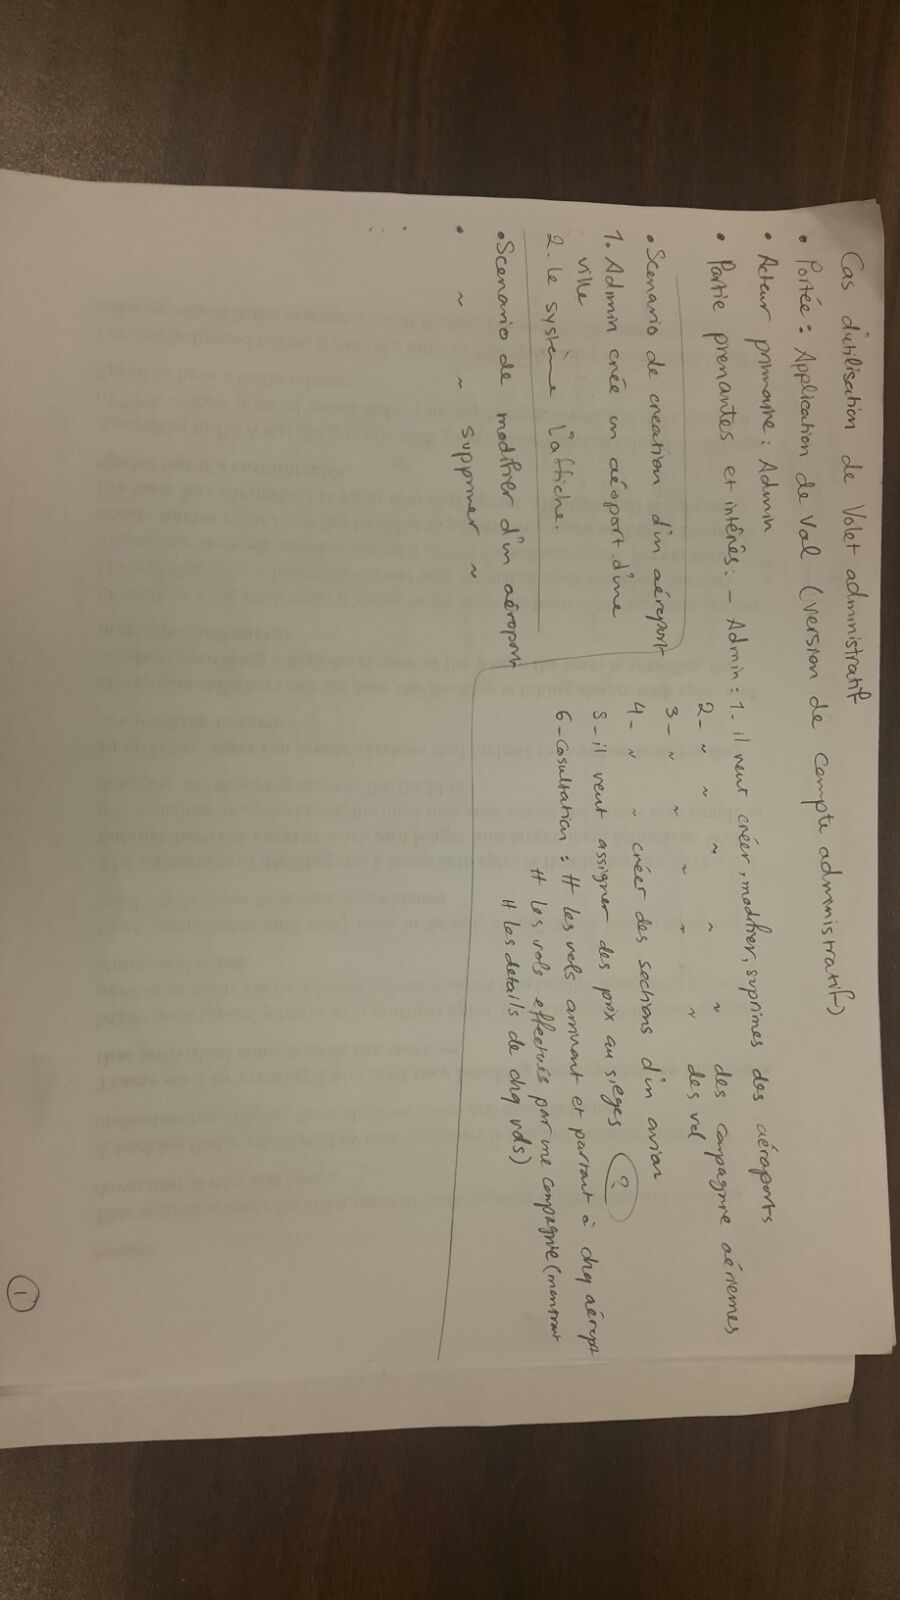 Cas d'utilisation de Volet administratif
• Portée : Application de Vol (version de compte administratif)
• Acteur primaire : Admin
• Partie prenantes et intérês : - Admin : 1. il veut créer, modifier, suprimes des aéroports
2- ~ ~ ~ ~ ~ des compagnie aériennes
3- ~ ~ ~ ~ ~ des vol
4- ~ ~ créer des sections d'un avion
5- il veut assigner des prix au sieges ?
6- Cosultation : # les vols arrivant et partant à chq aéropt
# les vols effectués par une compagnie (montrant
# les details de chq vols)
• Scenario de creation d'un aéroport
1. Admin crée un aéoport d'une
ville
2. Le système l'affiche.
• Scenario de modifier d'un aéroport
• ~ ~ supprimer ~
.
.
.
1